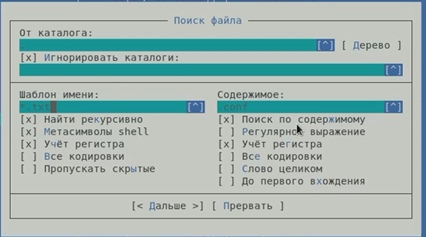 Поиск файла
От каталога:
. [^] [ Дерево ]
[x] Игнорировать каталоги:
[^]
Шаблон имени: Содержимое:
*.txt [^] conf [^]
[x] Найти рекурсивно [x] Поиск по содержимому
[x] Метасимволы shell [ ] Регулярное выражение
[x] Учёт регистра [x] Учёт регистра
[ ] Все кодировки [ ] Все кодировки
[ ] Пропускать скрытые [ ] Слово целиком
[ ] До первого вхождения
[< Дальше >] [ Прервать ]